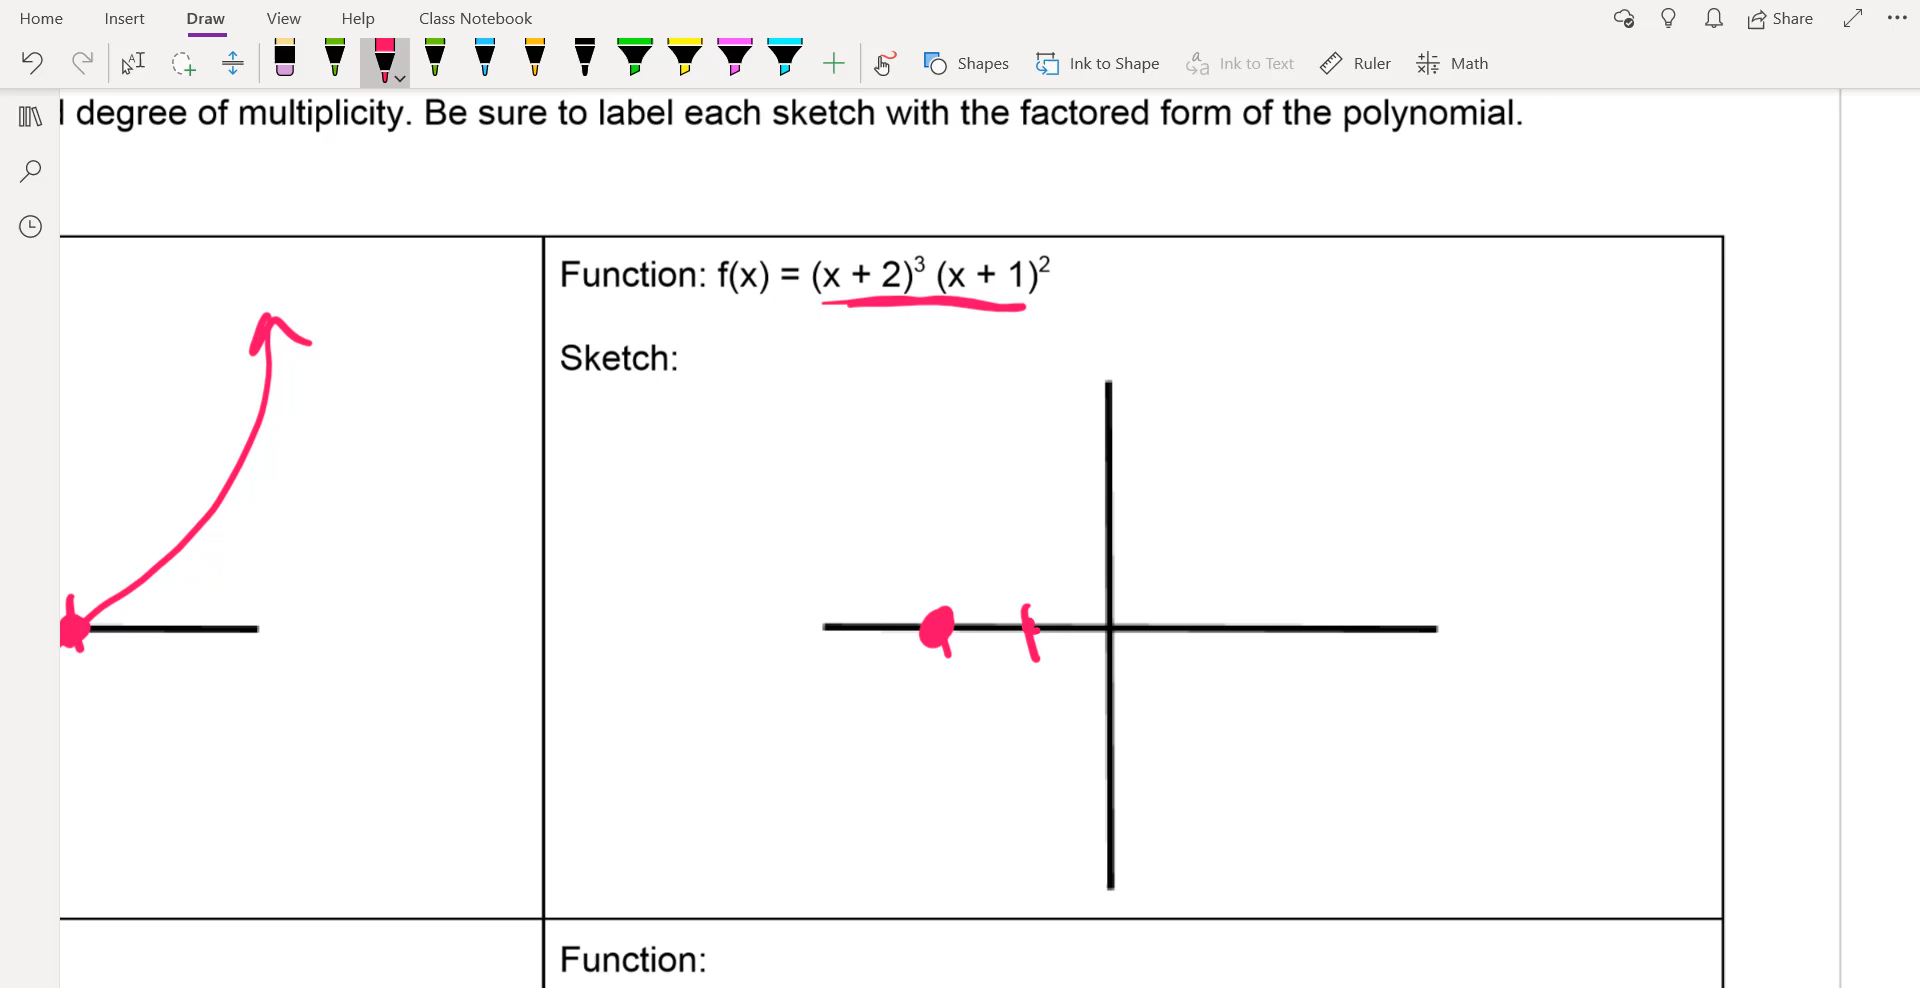 Home Insert Draw View Help Class Notebook Share
Shapes Ink to Shape Ink to Text Ruler Math
degree of multiplicity. Be sure to label each sketch with the factored form of the polynomial.
Function: f(x) = (x + 2)³ (x + 1)²
Sketch:
Function: